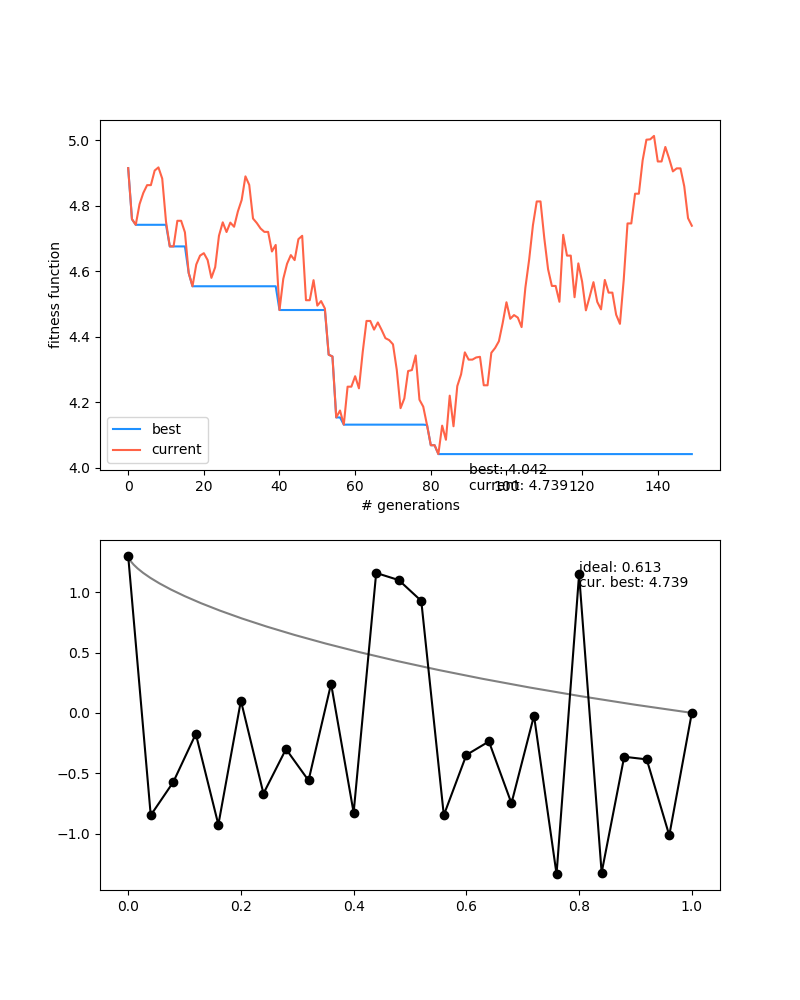 5.0
4.8
4.6
4.4
4.2
4.0
fitness function
best
current
best: 4.042
current: 4.739
0 20 40 60 80 100 120 140
# generations
ideal: 0.613
cur. best: 4.739
1.0
0.5
0.0
−0.5
−1.0
0.0 0.2 0.4 0.6 0.8 1.0